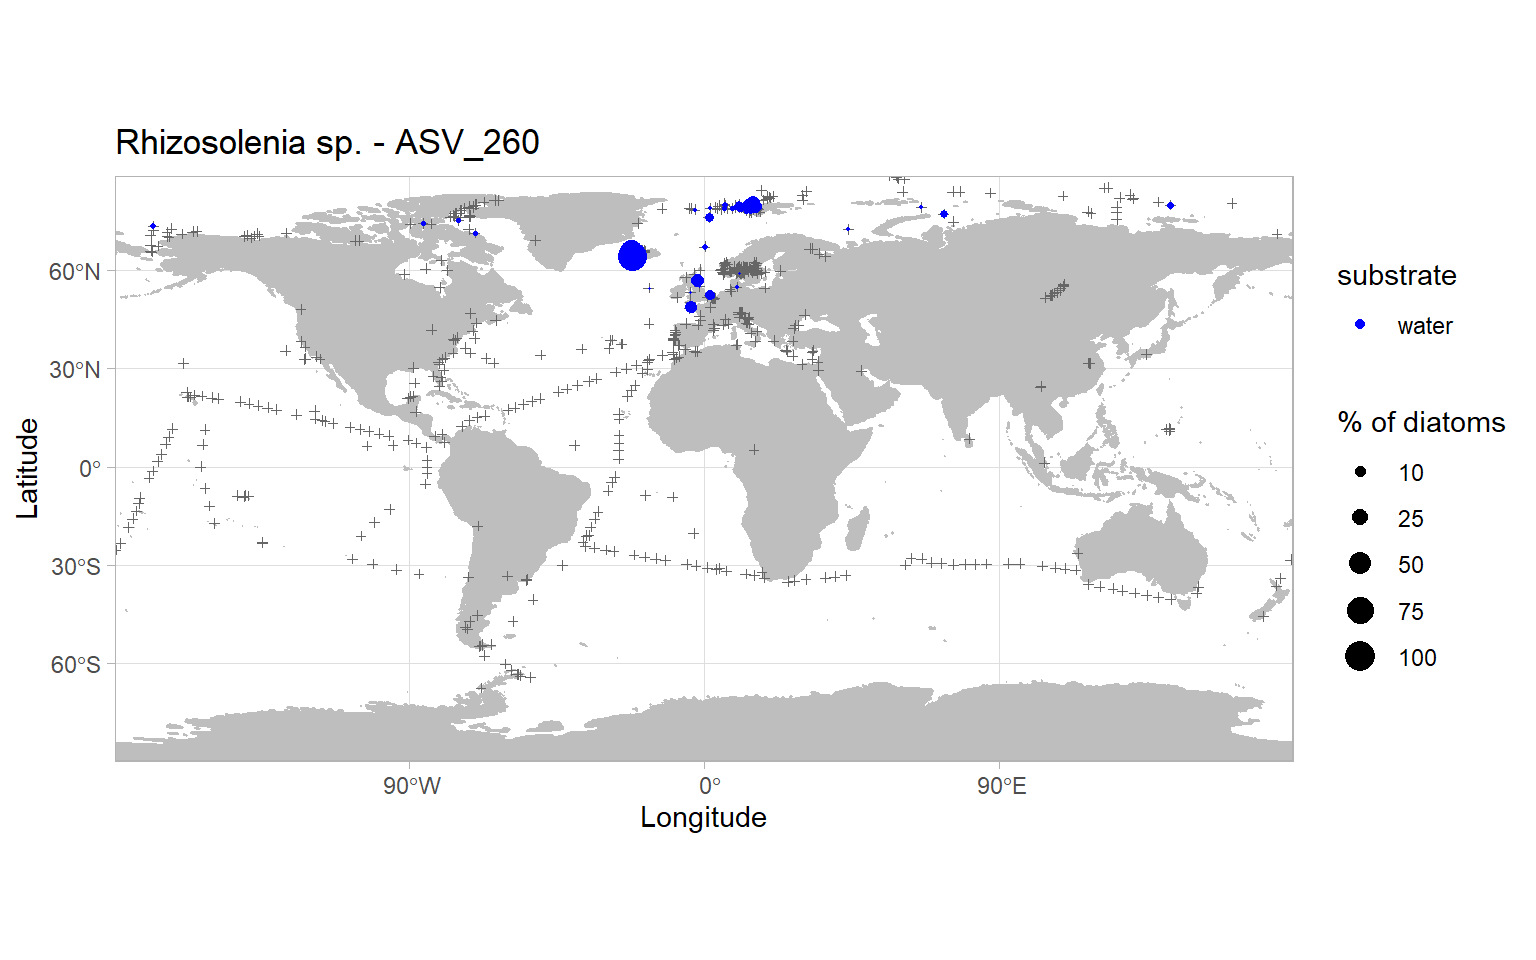 Rhizosolenia sp. - ASV_260
60°N
30°N
0°
30°S
60°S
Latitude
90°W
0°
90°E
Longitude
substrate
water
% of diatoms
10
25
50
75
100